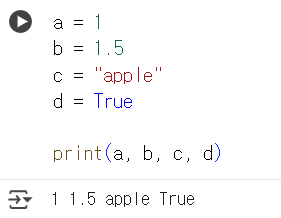 a = 1
b = 1.5
c = "apple"
d = True
print(a, b, c, d)
1 1.5 apple True